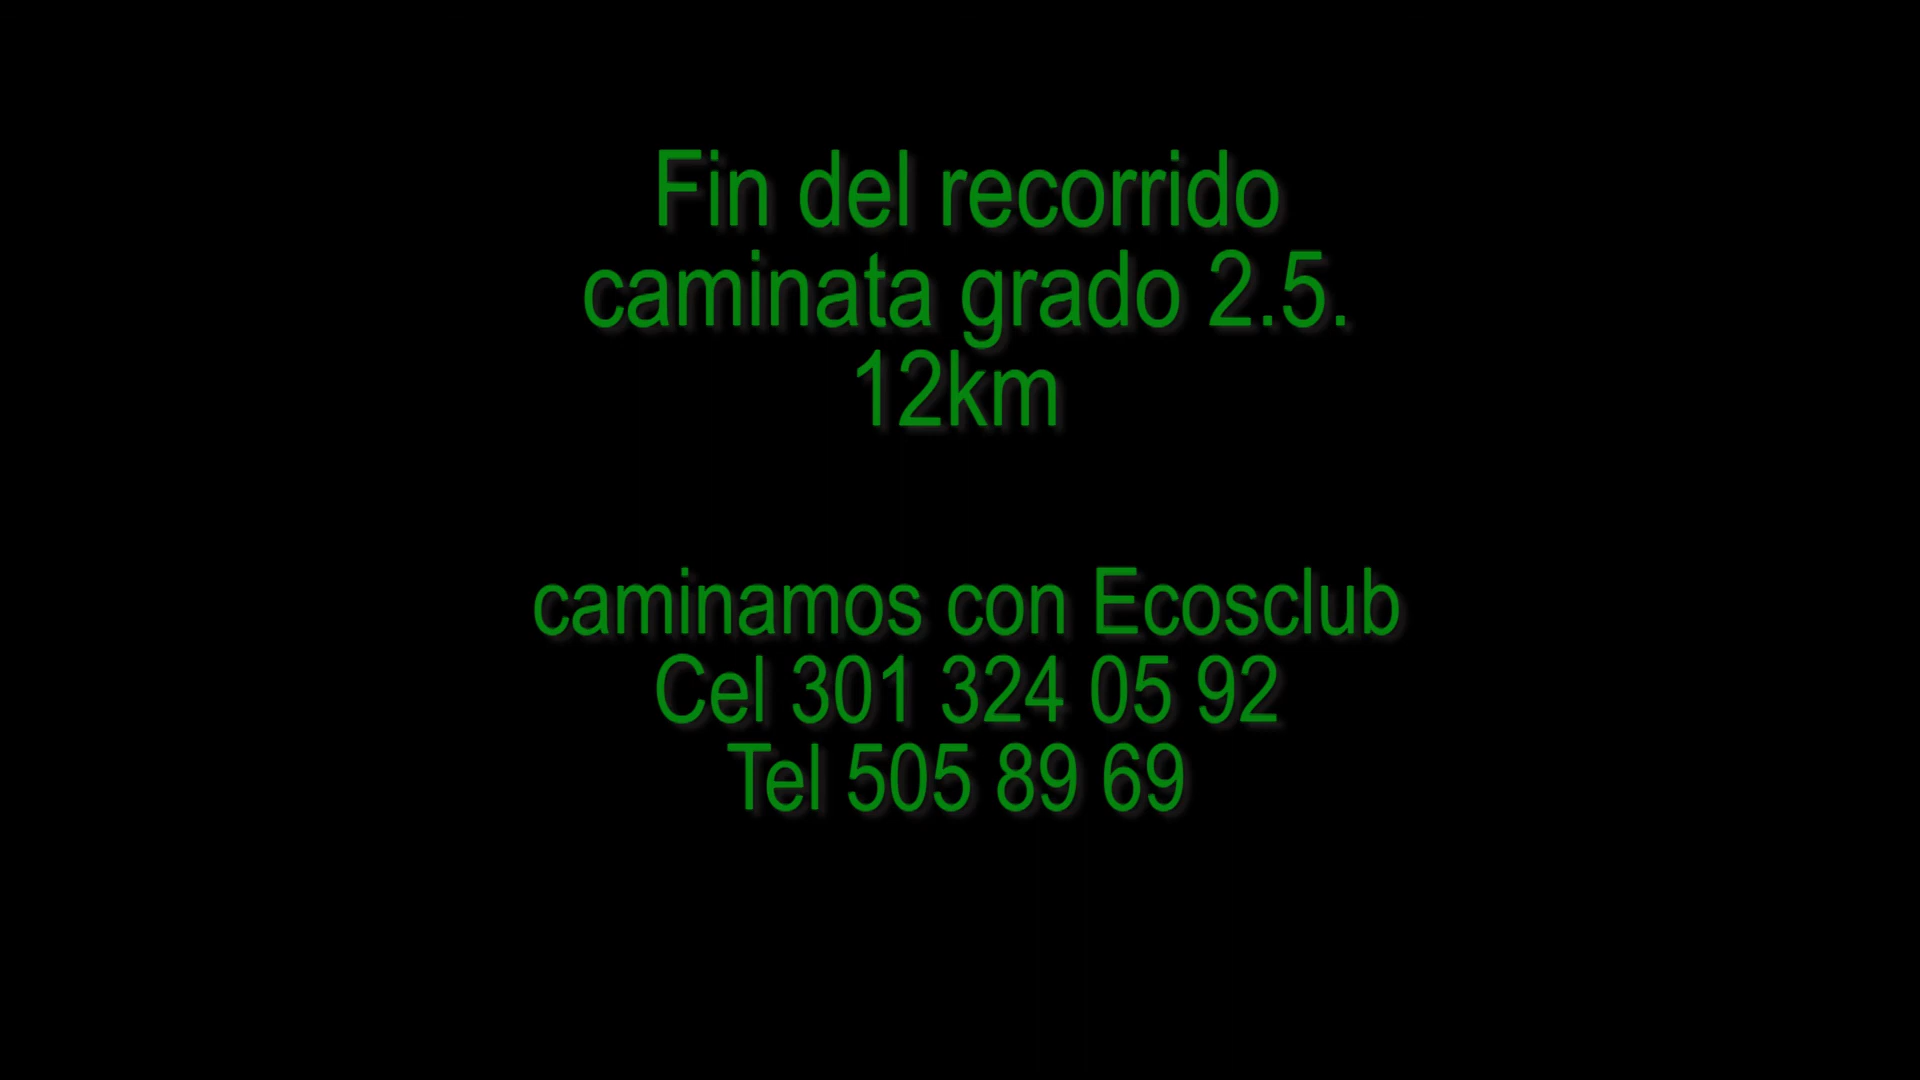 Fin del recorrido
caminata grado 2.5.
12km
caminamos con Ecosclub
Cel 301 324 05 92
Tel 505 89 69